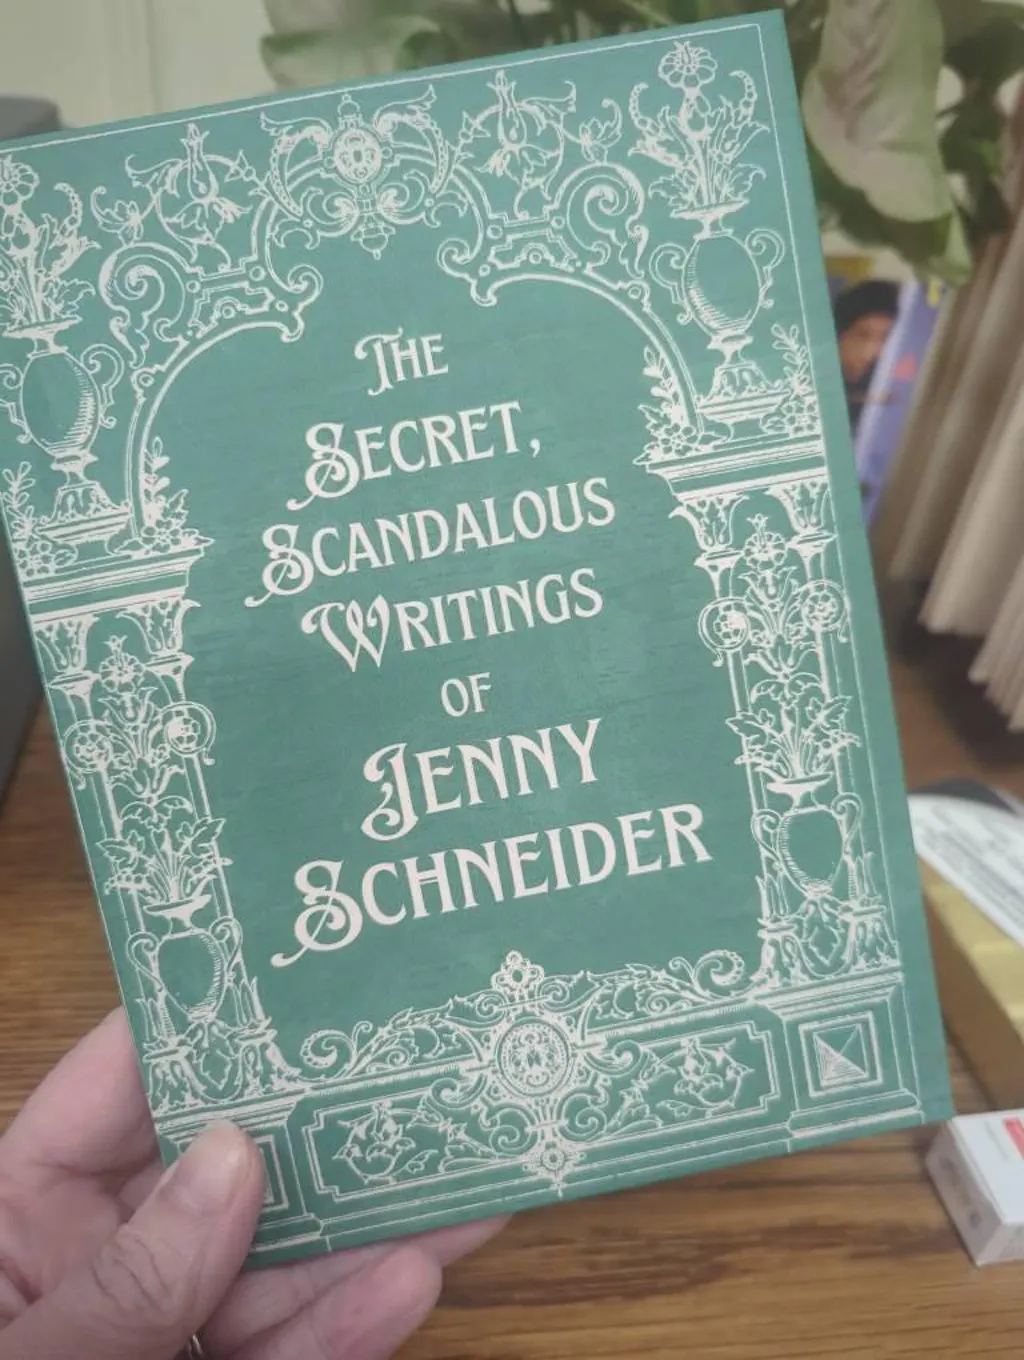 The
Secret,
Scandalous
Writings
of
Jenny
Schneider